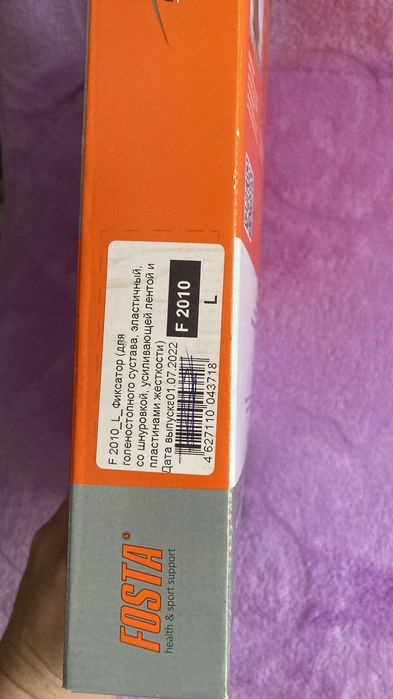 F 2010_L_Фиксатор (для
голеностопного сустава, эластичный,
со шнуровкой, усиливающей лентой и
пластинами жесткости)
Дата выпуска01.07.2022
F 2010
L
4 627110 043718
FOSTA®
health & sport support